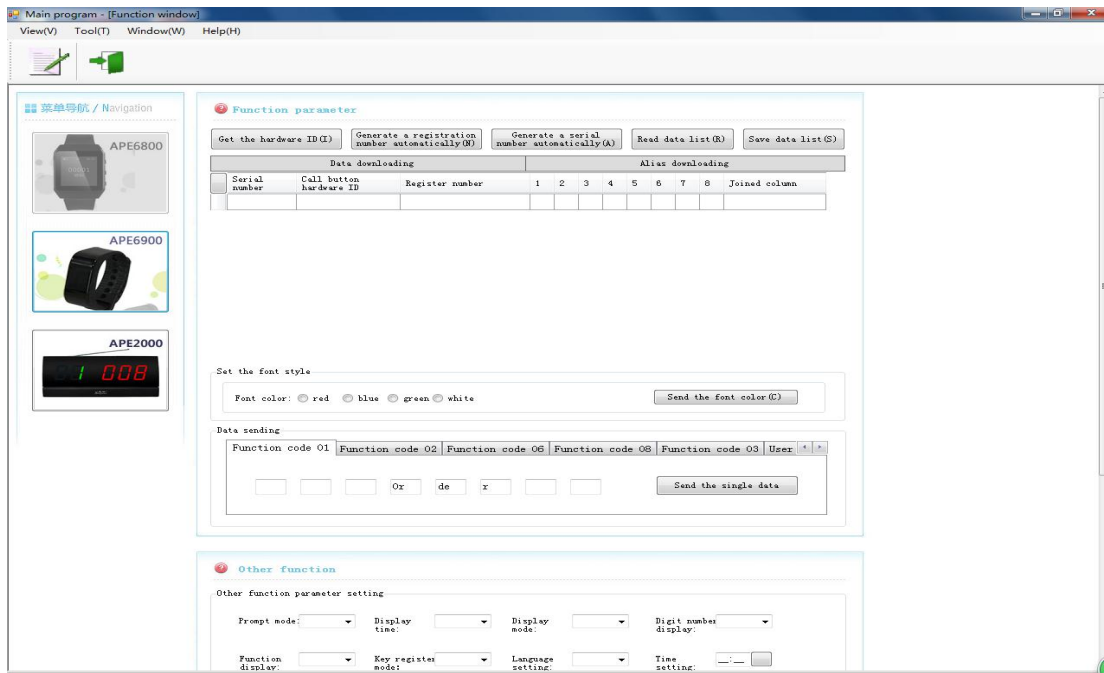 Main program - [Function window]
View(V) Tool(T) Window(W) Help(H)
菜单导航 / Navigation
APE6800
APE6900
APE2000
1 008
Function parameter
Get the hardware ID(I)
Generate a registration
number automatically(N)
Generate a serial
number automatically(A)
Read data list(R)
Save data list(S)
Data downloading
Alias downloading
Serial
number
Call button
hardware ID
Register number
1 2 3 4 5 6 7 8 Joined column
Set the font style
Font color: red blue green white
Send the font color(C)
Data sending
Function code 01 Function code 02 Function code 06 Function code 08 Function code 03 User
Or de r
Send the single data
Other function
Other function parameter setting
Prompt mode:
Display
time:
Display
mode:
Digit number
display:
Function
display:
Key register
mode:
Language
setting:
Time
setting:
__:__